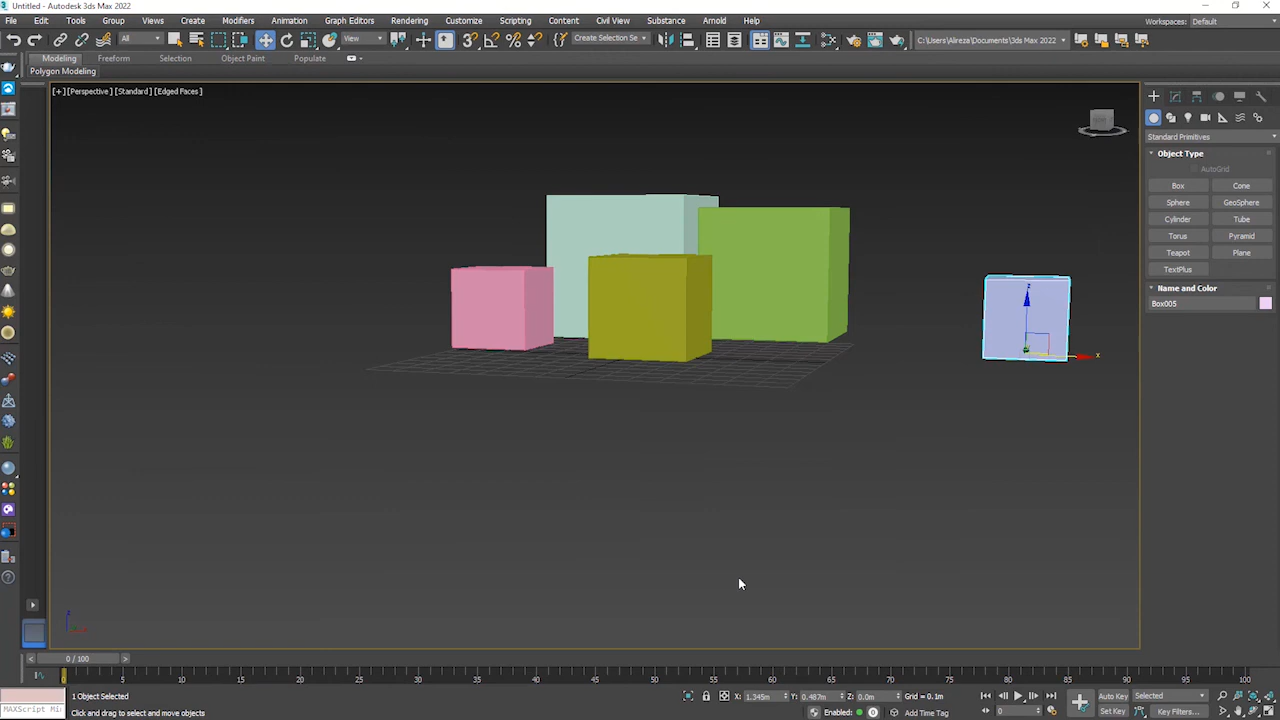 Untitled - Autodesk 3ds Max 2022
File Edit Tools Group Views Create Modifiers Animation Graph Editors Rendering Customize Scripting Content Civil View Substance Arnold Help
Workspaces: Default
All View Create Selection Se C:\Users\Alireza\Documents\3ds Max 2022
Modeling Freeform Selection Object Paint Populate
Polygon Modeling
[+] [Perspective] [Standard] [Edged Faces]
Standard Primitives
Object Type
AutoGrid
Box Cone
Sphere GeoSphere
Cylinder Tube
Torus Pyramid
Teapot Plane
TextPlus
Name and Color
Box005
z
x
z
0 / 100
0 5 10 15 20 25 30 35 40 45 50 55 60 65 70 75 80 85 90 95 100
1 Object Selected
X: 1.345m Y: 0.487m Z: 0.0m Grid = 0.1m
Auto Key Selected
MAXScript Mi
Click and drag to select and move objects
Enabled: Add Time Tag
0
Set Key Key Filters...